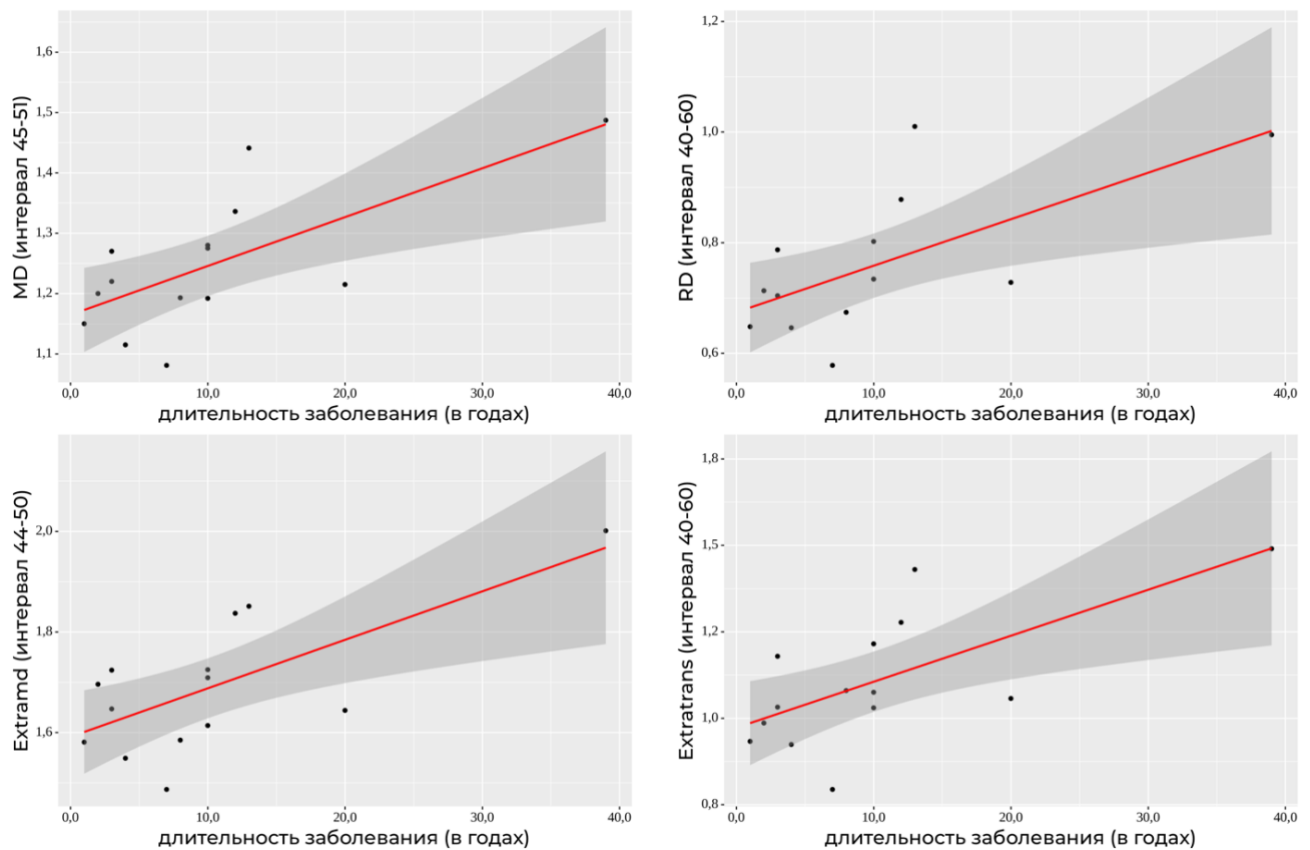 MD (интервал 45-51)
1,6
1,5
1,4
1,3
1,2
1,1
0,0 10,0 20,0 30,0 40,0
длительность заболевания (в годах)
RD (интервал 40-60)
1,2
1,0
0,8
0,6
0,0 10,0 20,0 30,0 40,0
длительность заболевания (в годах)
Extramd (интервал 44-50)
2,0
1,8
1,6
0,0 10,0 20,0 30,0 40,0
длительность заболевания (в годах)
Extratrans (интервал 40-60)
1,8
1,5
1,2
1,0
0,8
0,0 10,0 20,0 30,0 40,0
длительность заболевания (в годах)